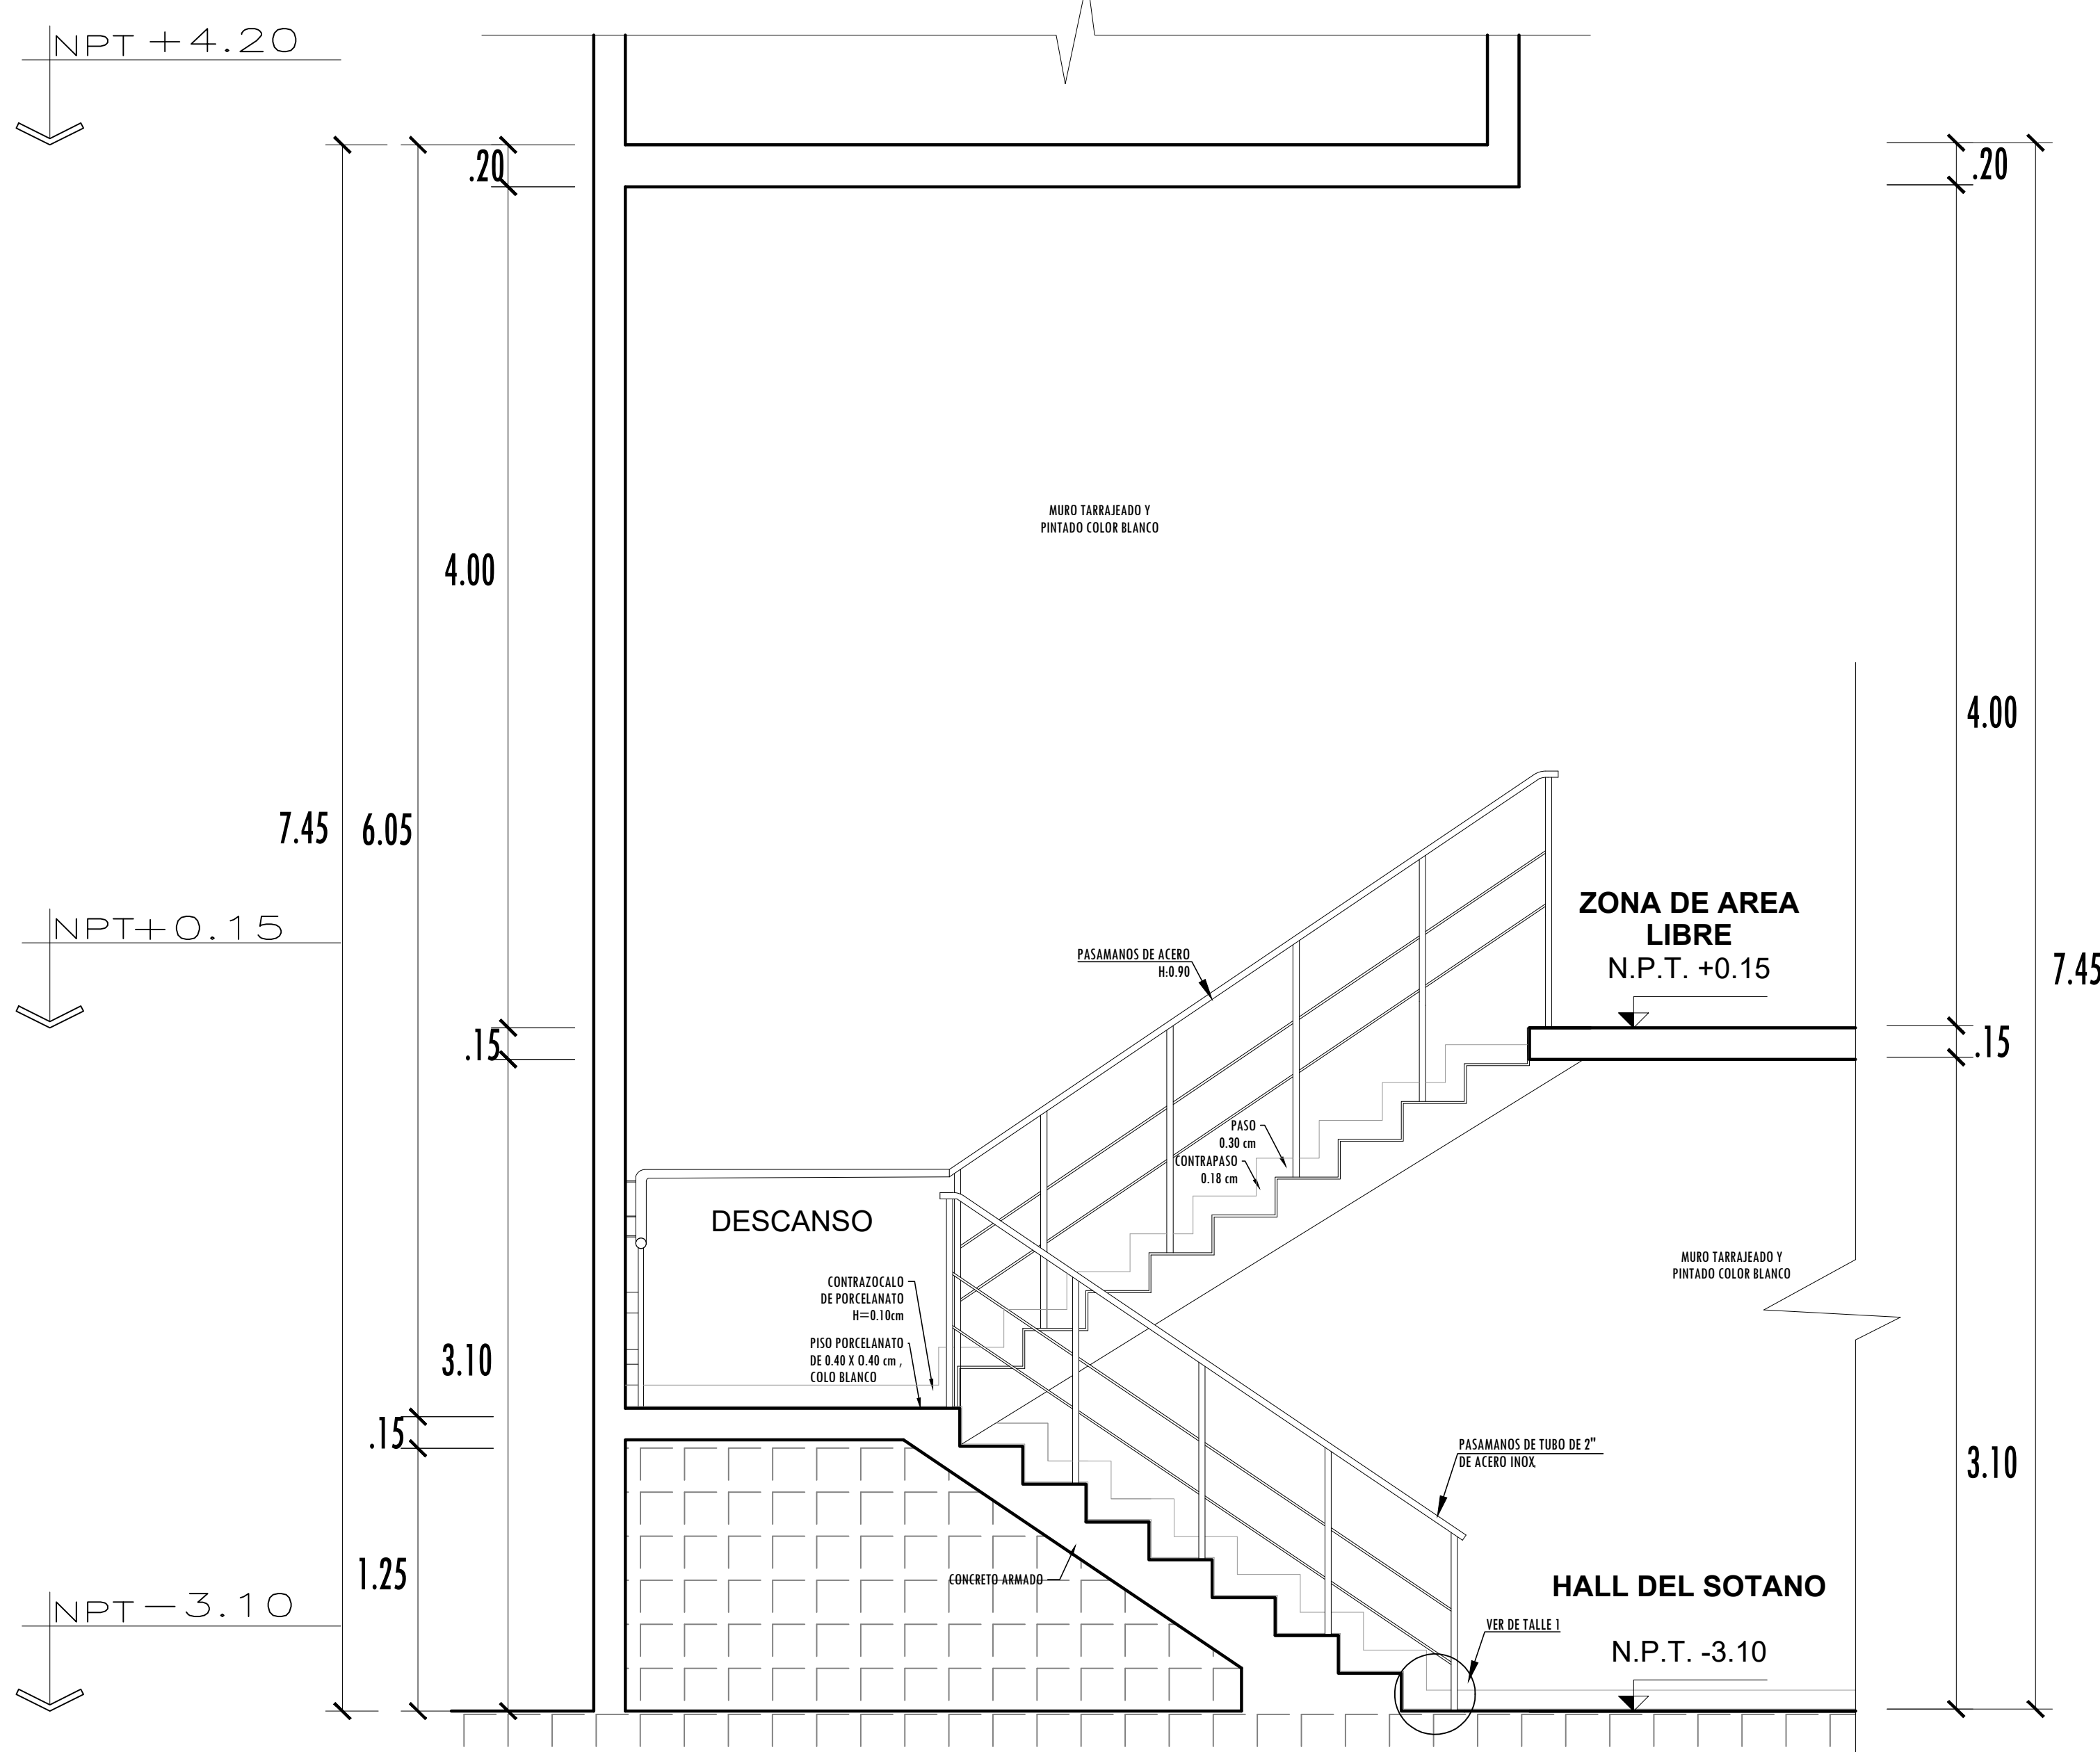 NPT +4.20
.20
.20
MURO TARRAJEADO Y
PINTADO COLOR BLANCO
4.00
4.00
7.45
6.05
ZONA DE AREA
LIBRE
N.P.T. +0.15
NPT+0.15
PASAMANOS DE ACERO
H:0.90
7.45
.15
.15
PASO
0.30 cm
CONTRAPASO
0.18 cm
DESCANSO
MURO TARRAJEADO Y
PINTADO COLOR BLANCO
CONTRAZOCALO
DE PORCELANATO
H=0.10cm
PISO PORCELANATO
DE 0.40 X 0.40 cm ,
COLO BLANCO
3.10
.15
PASAMANOS DE TUBO DE 2"
DE ACERO INOX.
3.10
1.25
CONCRETO ARMADO
HALL DEL SOTANO
NPT-3.10
VER DE TALLE 1
N.P.T. -3.10